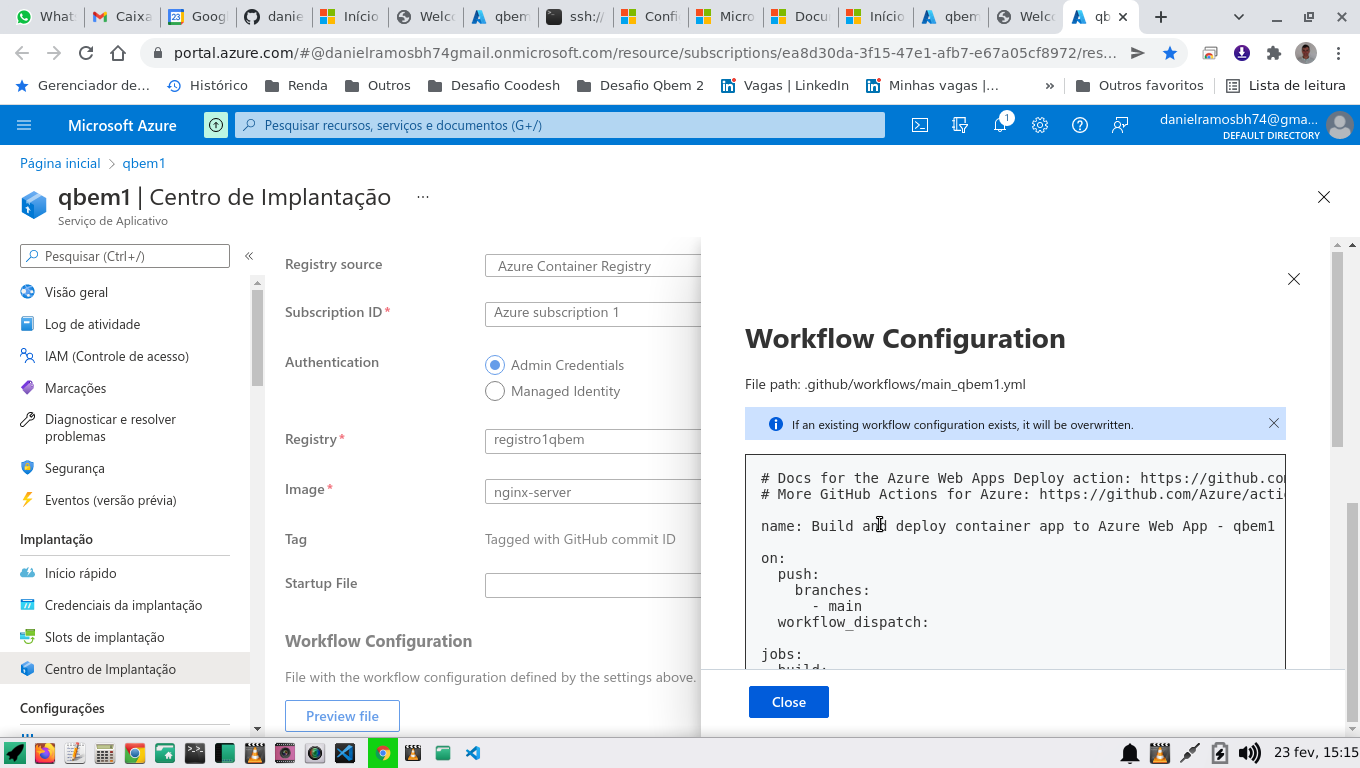 What
Caixa
Googl
danie
Início
Welc
qbem
ssh://
Confi
Micro
Docu
Início
qbem
Welco
qb
portal.azure.com/#@danielramosbh74gmail.onmicrosoft.com/resource/subscriptions/ea8d30da-3f15-47e1-afb7-e67a05cf8972/res...
Gerenciador de...
Histórico
Renda
Outros
Desafio Coodesh
Desafio Qbem 2
Vagas | LinkedIn
Minhas vagas |...
»
Outros favoritos
Lista de leitura
Microsoft Azure
Pesquisar recursos, serviços e documentos (G+/)
1
danielramosbh74@gma...
DEFAULT DIRECTORY
Página inicial > qbem1
qbem1 | Centro de Implantação ...
Serviço de Aplicativo
Pesquisar (Ctrl+/)
«
Visão geral
Log de atividade
IAM (Controle de acesso)
Marcações
Diagnosticar e resolver
problemas
Segurança
Eventos (versão prévia)
Implantação
Início rápido
Credenciais da implantação
Slots de implantação
Centro de Implantação
Configurações
Registry source
Azure Container Registry
Subscription ID*
Azure subscription 1
Authentication
Admin Credentials
Managed Identity
Registry*
registro1qbem
Image*
nginx-server
Tag
Tagged with GitHub commit ID
Startup File
Workflow Configuration
File with the workflow configuration defined by the settings above.
Preview file
Workflow Configuration
File path: .github/workflows/main_qbem1.yml
If an existing workflow configuration exists, it will be overwritten.
# Docs for the Azure Web Apps Deploy action: https://github.co
# More GitHub Actions for Azure: https://github.com/Azure/acti
name: Build and deploy container app to Azure Web App - qbem1
on:
push:
branches:
- main
workflow_dispatch:
jobs:
build:
Close
23 fev, 15:15